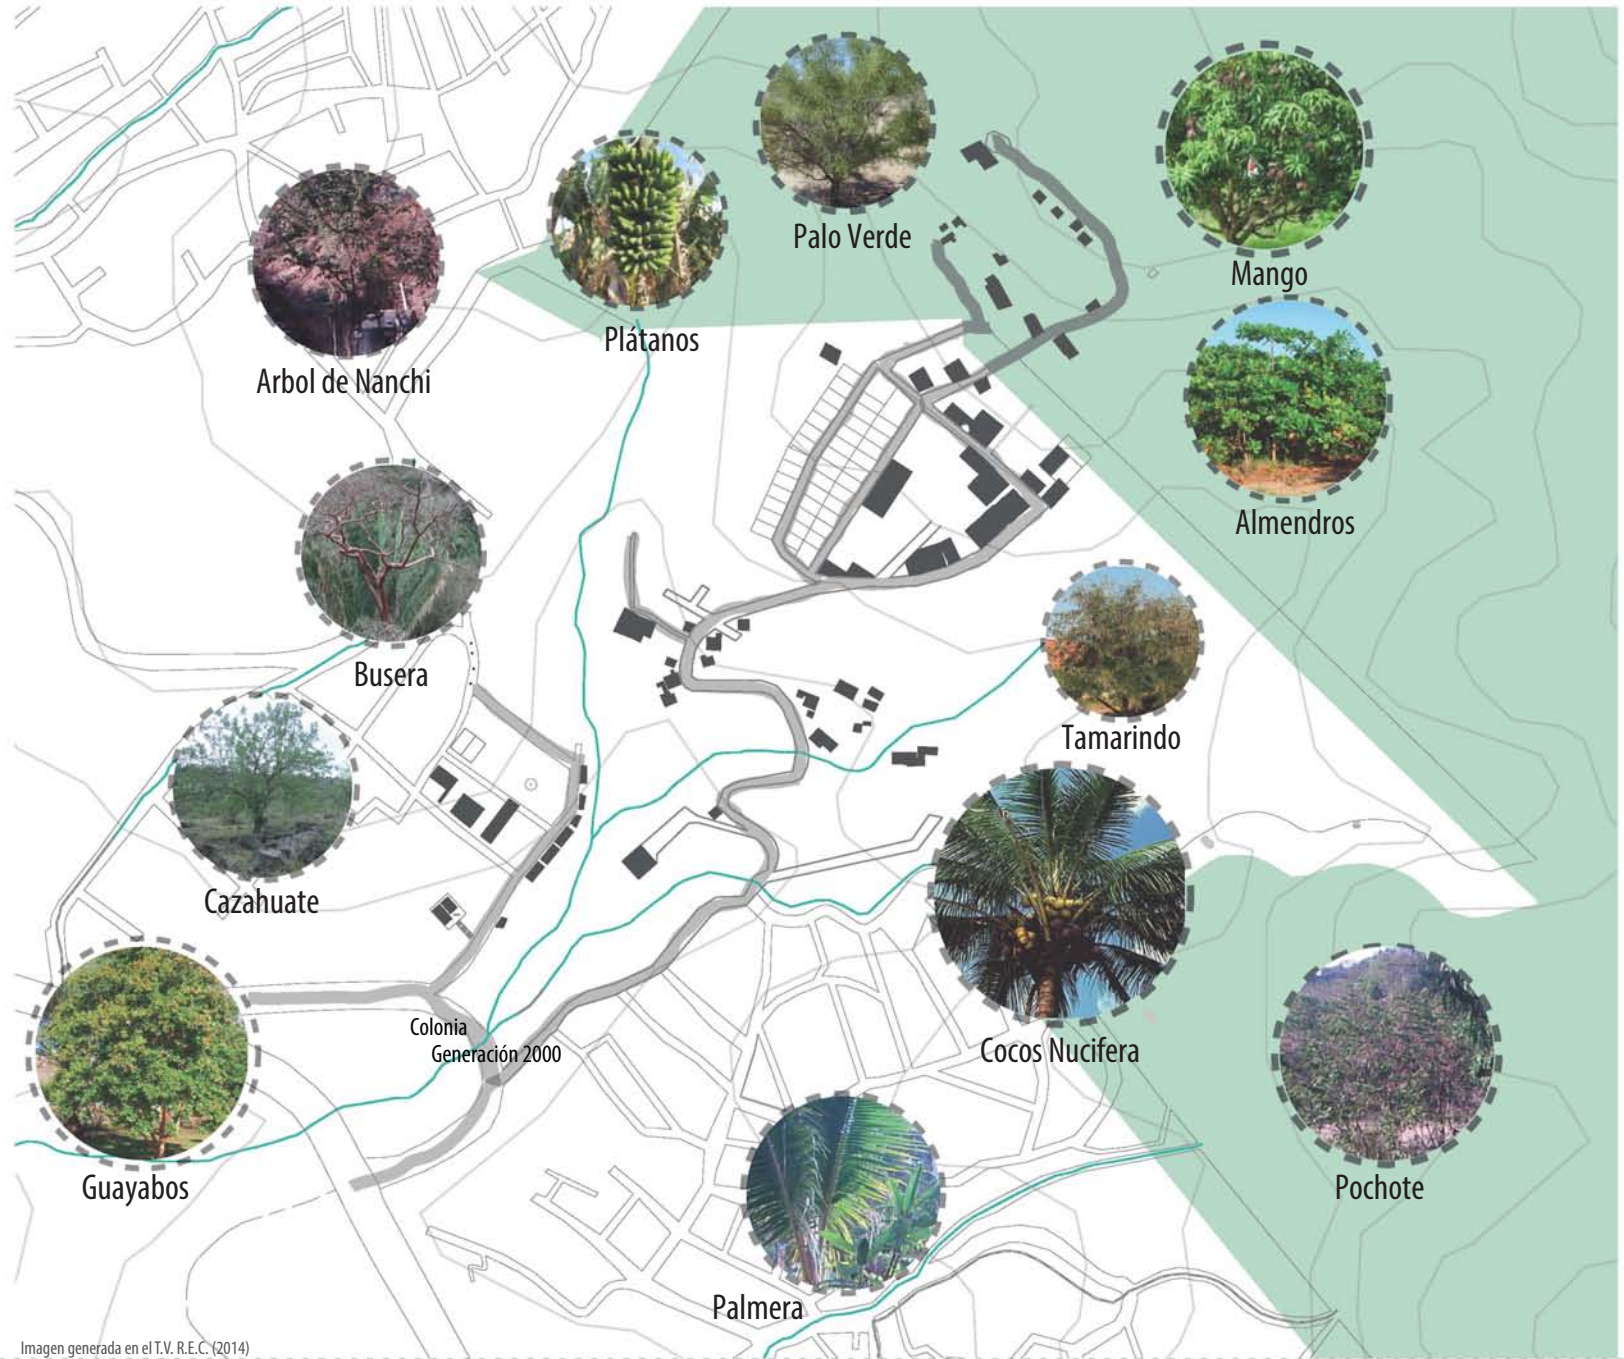 Palo Verde
Mango
Plátanos
Arbol de Nanchi
Almendros
Busera
Tamarindo
Cazahuate
Colonia
Generación 2000
Cocos Nucifera
Guayabos
Pochote
Palmera
Imagen generada en el T.V. R.E.C. (2014)